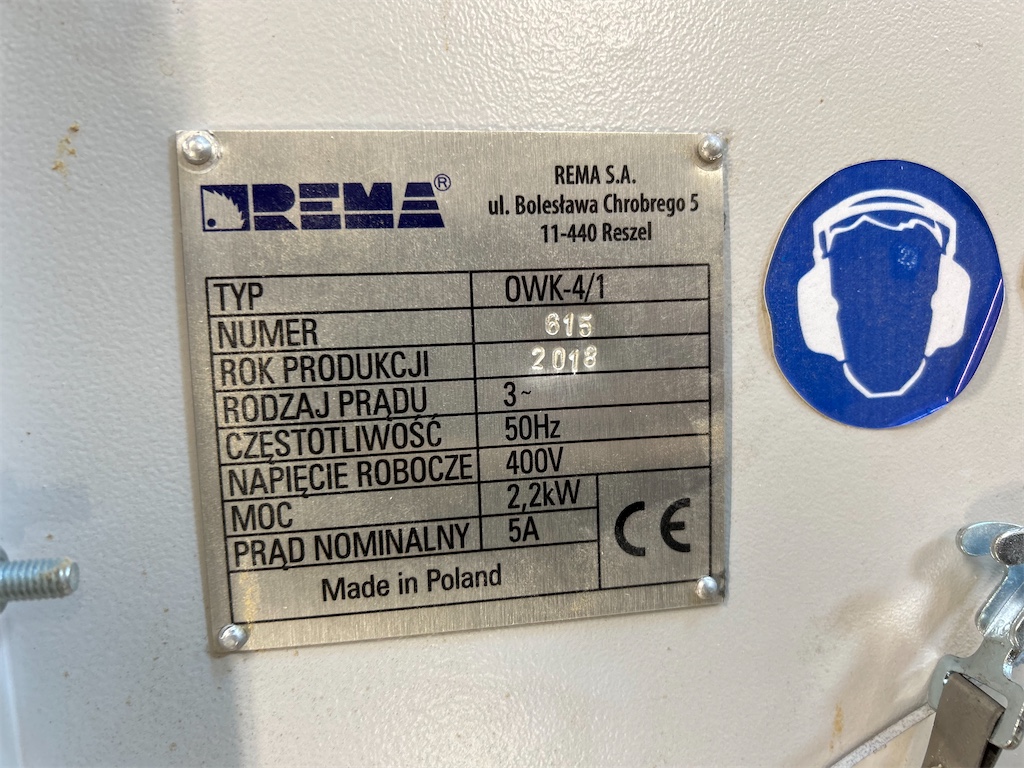 REMA®
REMA S.A.
ul. Bolesława Chrobrego 5
11-440 Reszel
TYP OWK-4/1
NUMER 615
ROK PRODUKCJI 2018
RODZAJ PRĄDU 3~
CZĘSTOTLIWOŚĆ 50Hz
NAPIĘCIE ROBOCZE 400V
MOC 2,2kW
PRĄD NOMINALNY 5A
CE
Made in Poland